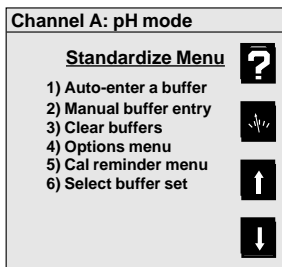 Channel A: pH mode
Standardize Menu
1) Auto-enter a buffer
2) Manual buffer entry
3) Clear buffers
4) Options menu
5) Cal reminder menu
6) Select buffer set
?